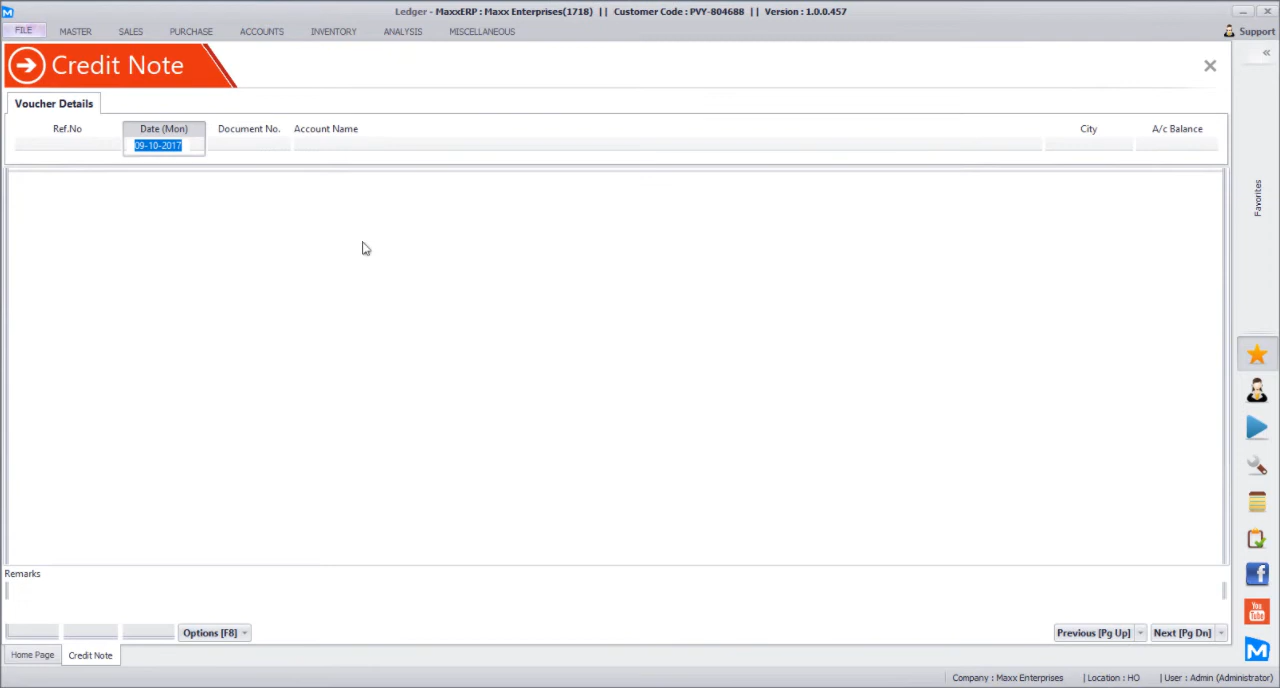 Ledger - MaxxERP : Maxx Enterprises(1718) || Customer Code : PVY-804688 || Version : 1.0.0.457
FILE MASTER SALES PURCHASE ACCOUNTS INVENTORY ANALYSIS MISCELLANEOUS Support
Credit Note
Voucher Details
Ref.No Date (Mon) Document No. Account Name City A/c Balance
09-10-2017
Favorites
Remarks
Options [F8] Previous [Pg Up] Next [Pg Dn]
You
Tube
Home Page Credit Note
Company : Maxx Enterprises | Location : HO | User : Admin (Administrator)